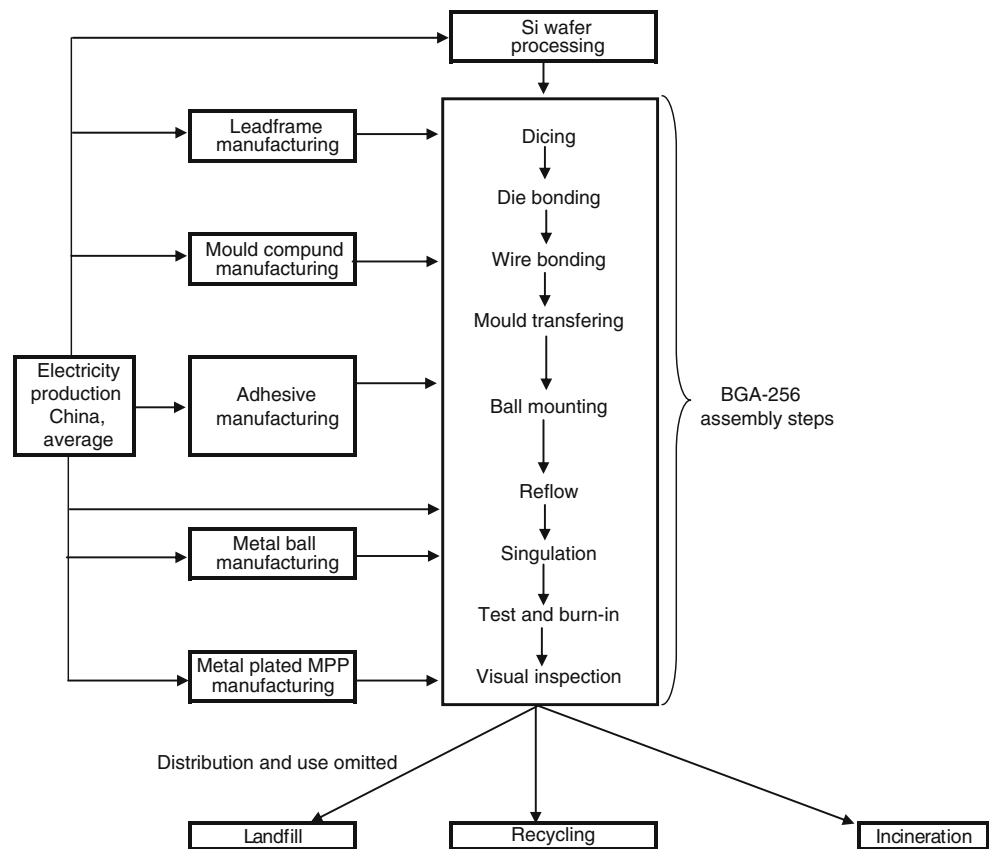 Si wafer
processing
Leadframe
manufacturing
Dicing
Die bonding
Mould compund
manufacturing
Wire bonding
Mould transfering
Electricity
production
China,
average
Adhesive
manufacturing
Ball mounting
BGA-256
assembly steps
Reflow
Metal ball
manufacturing
Singulation
Test and burn-in
Metal plated MPP
manufacturing
Visual inspection
Distribution and use omitted
Landfill
Recycling
Incineration